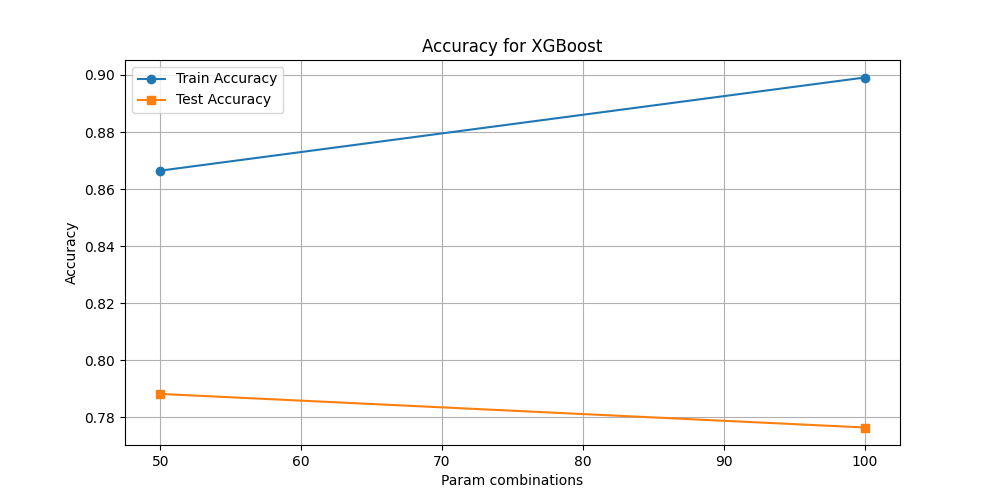 Accuracy for XGBoost
Train Accuracy
Test Accuracy
0.90
0.88
0.86
0.84
0.82
0.80
0.78
Accuracy
50 60 70 80 90 100
Param combinations